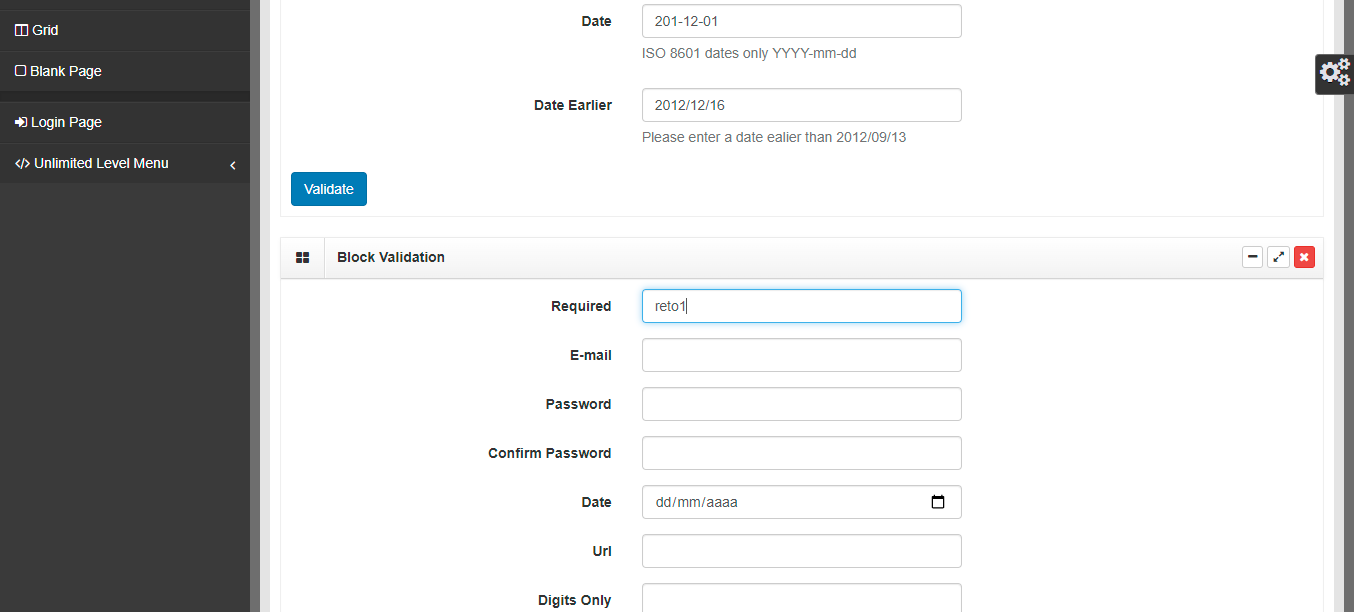 Grid
Blank Page
Login Page
</> Unlimited Level Menu
Date 201-12-01
ISO 8601 dates only YYYY-mm-dd
Date Earlier 2012/12/16
Please enter a date ealier than 2012/09/13
Validate
Block Validation
Required reto1
E-mail
Password
Confirm Password
Date dd/mm/aaaa
Url
Digits Only